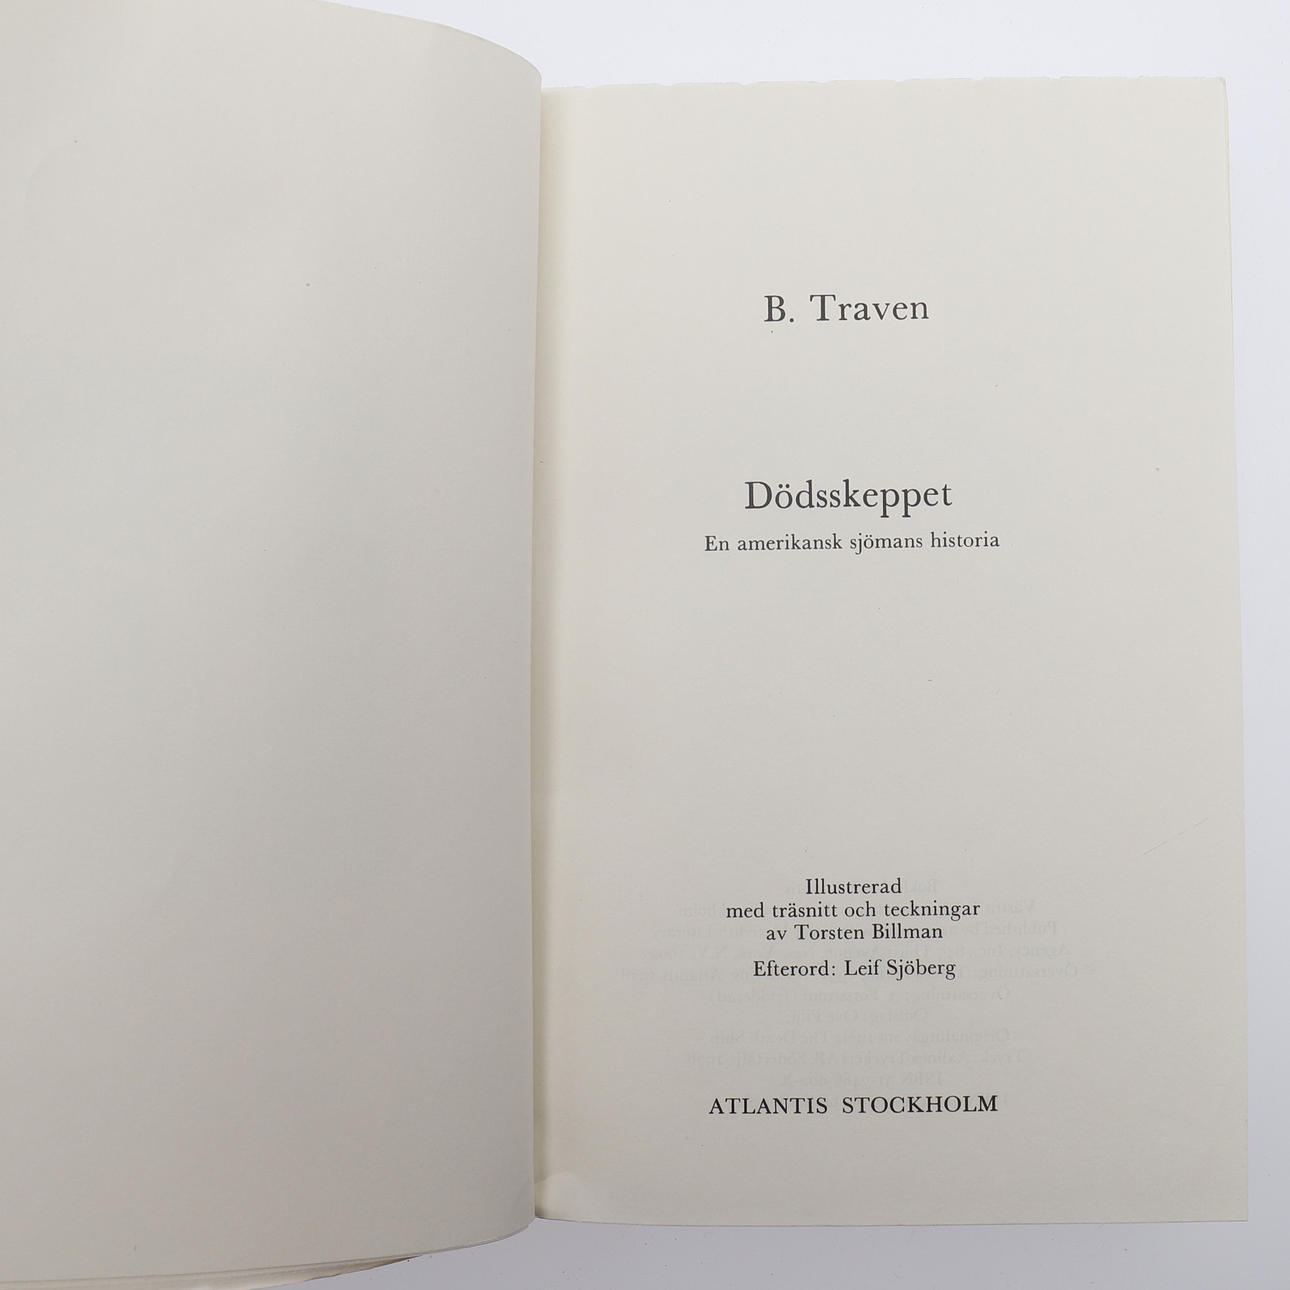 B. Traven
Dödsskeppet
En amerikansk sjömans historia
Illustrerad
med träsnitt och teckningar
av Torsten Billman
Efterord: Leif Sjöberg
ATLANTIS STOCKHOLM